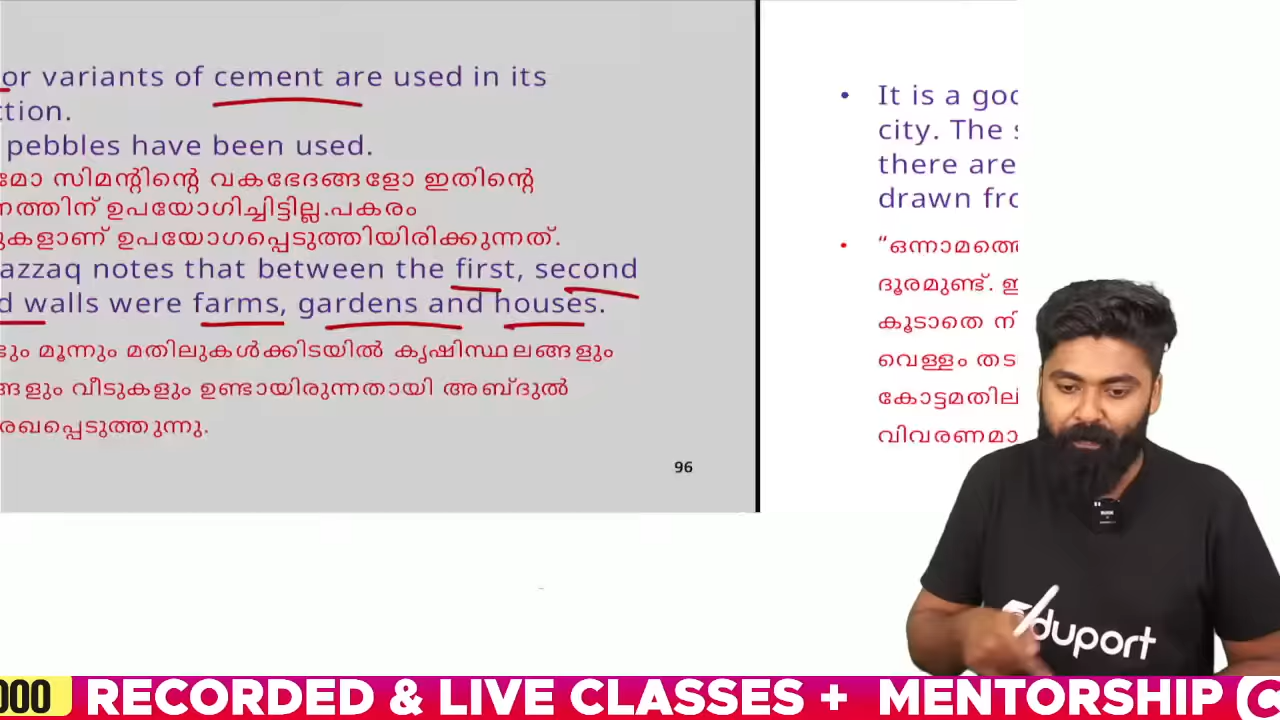 or variants of cement are used in its
ction.
pebbles have been used.
മോ സിമന്റിന്റെ വകഭേദങ്ങളോ ഇതിന്റെ
നത്തിന് ഉപയോഗിച്ചിട്ടില്ല.പകരം
ുകളാണ് ഉപയോഗപ്പെടുത്തിയിരിക്കുന്നത്.
azzaq notes that between the first, second
d walls were farms, gardens and houses.
ടും മൂന്നും മതിലുകൾക്കിടയിൽ കൃഷിസ്ഥലങ്ങളും
ങ്ങളും വീടുകളും ഉണ്ടായിരുന്നതായി അബ്ദുൽ
രേഖപ്പെടുത്തുന്നു.
96
• It is a goo
city. The s
there are
drawn fro
• “ഒന്നാമത്തെ
ദൂരമുണ്ട്. ഇ
കൂടാതെ നി
വെള്ളം തട
കോട്ടമതിലി
വിവരണമാ
Eduport
000 RECORDED & LIVE CLASSES + MENTORSHIP